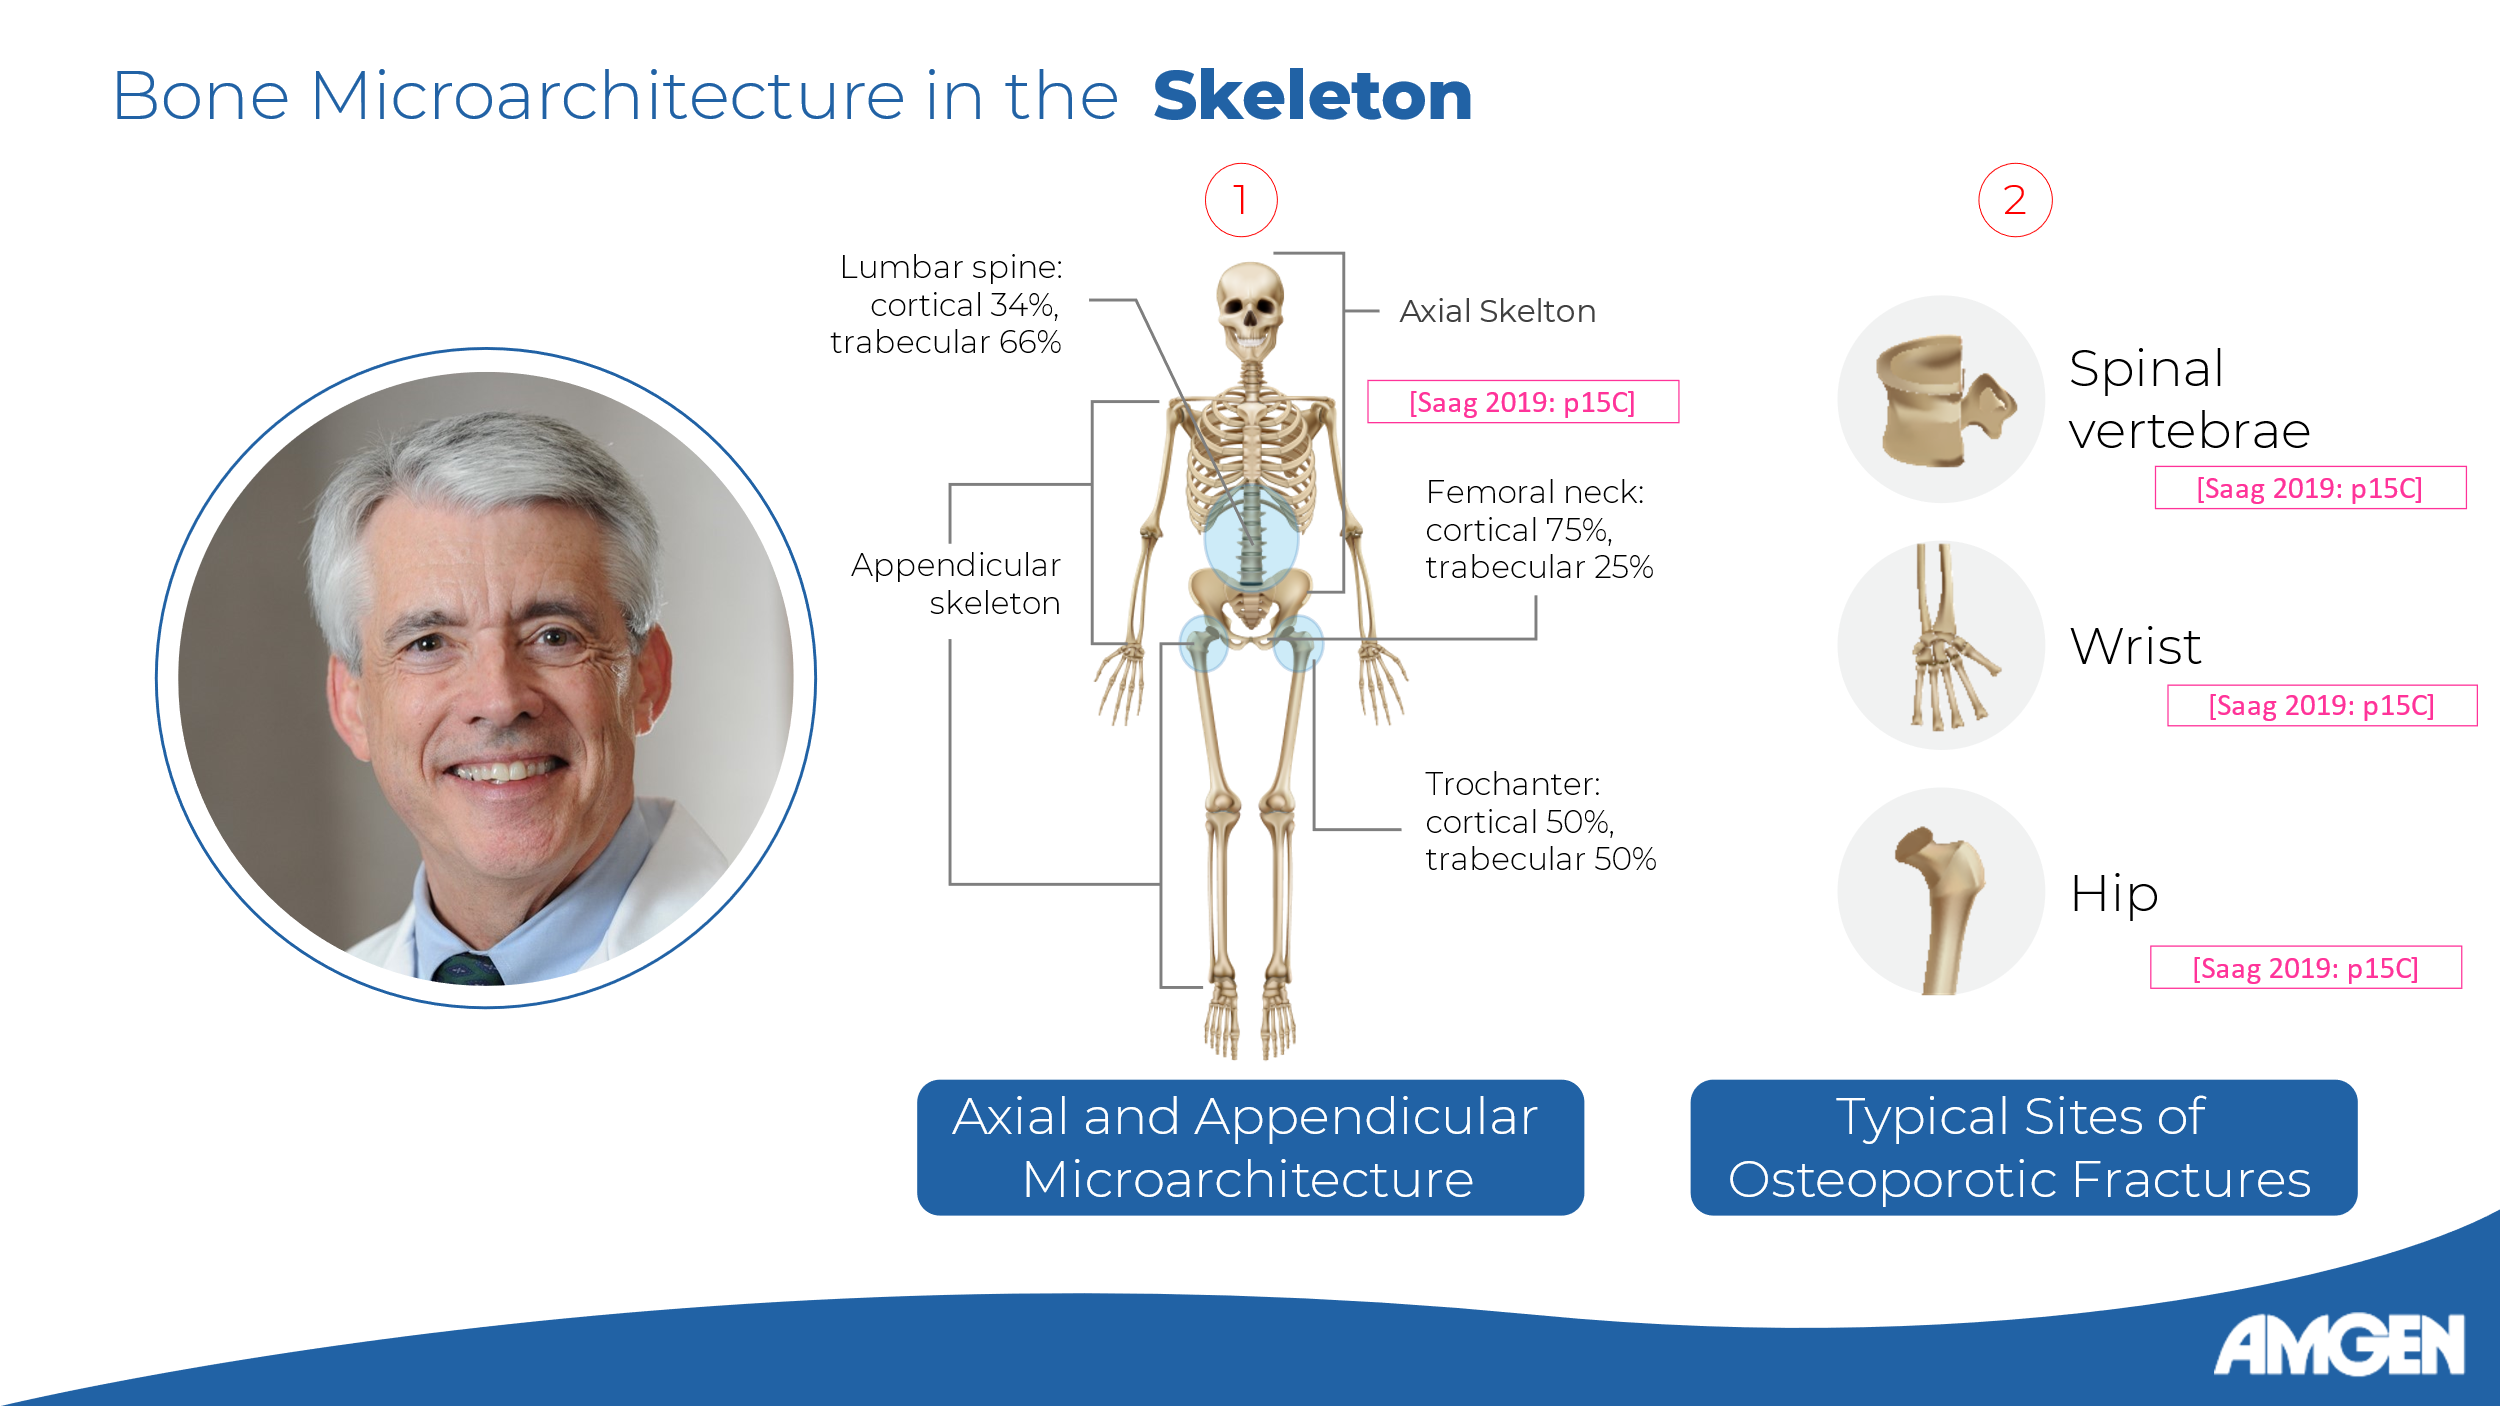 Bone Microarchitecture in the Skeleton
1
Lumbar spine:
cortical 34%,
trabecular 66%
Axial Skelton
[Saag 2019: p15C]
Appendicular
skeleton
Femoral neck:
cortical 75%,
trabecular 25%
Trochanter:
cortical 50%,
trabecular 50%
Axial and Appendicular
Microarchitecture
2
Spinal
vertebrae
[Saag 2019: p15C]
Wrist
[Saag 2019: p15C]
Hip
[Saag 2019: p15C]
Typical Sites of
Osteoporotic Fractures
AMGEN